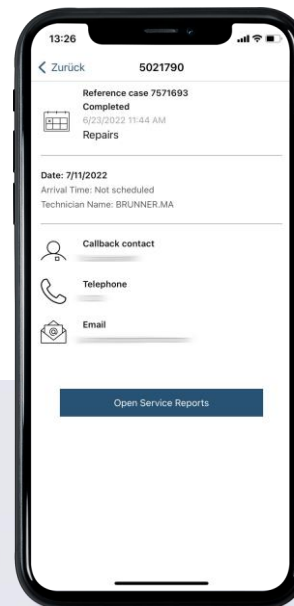 13:26
Zurück
5021790
Reference case 7571693
Completed
6/23/2022 11:44 AM
Repairs
Date: 7/11/2022
Arrival Time: Not scheduled
Technician Name: BRUNNER.MA
Callback contact
Telephone
Email
Open Service Reports